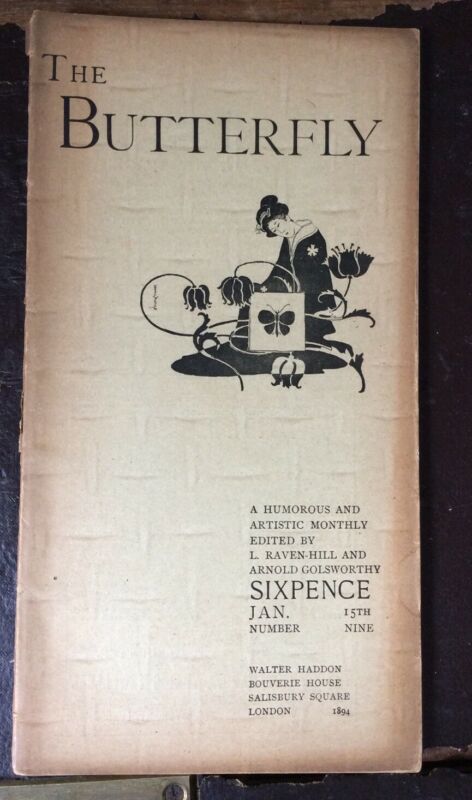 THE
BUTTERFLY
A HUMOROUS AND
ARTISTIC MONTHLY
EDITED BY
L. RAVEN-HILL AND
ARNOLD GOLSWORTHY
SIXPENCE
JAN. 15TH
NUMBER NINE
WALTER HADDON
BOUVERIE HOUSE
SALISBURY SQUARE
LONDON 1894